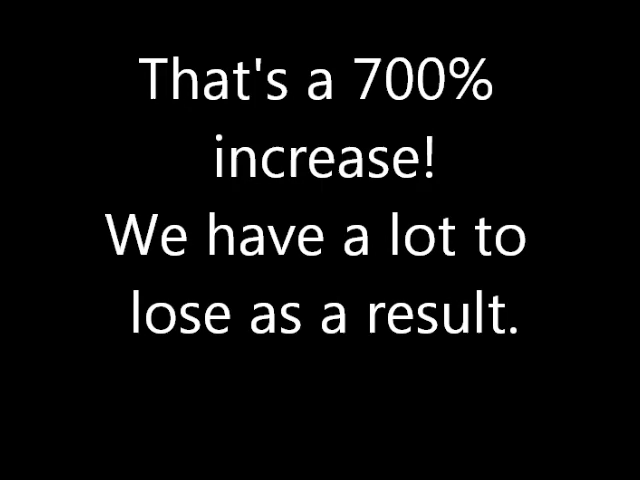 That's a 700%
increase!
We have a lot to
lose as a result.